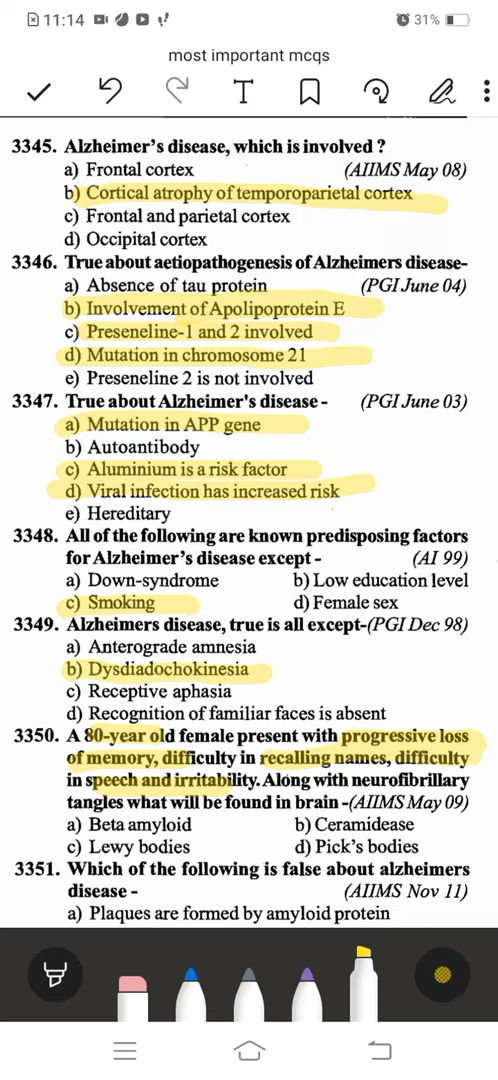 11:14
31%
most important mcqs
T
3345. Alzheimer's disease, which is involved ?
a) Frontal cortex (AIIMS May 08)
b) Cortical atrophy of temporoparietal cortex
c) Frontal and parietal cortex
d) Occipital cortex
3346. True about aetiopathogenesis of Alzheimers disease-
a) Absence of tau protein (PGI June 04)
b) Involvement of Apolipoprotein E
c) Preseneline-1 and 2 involved
d) Mutation in chromosome 21
e) Preseneline 2 is not involved
3347. True about Alzheimer's disease - (PGI June 03)
a) Mutation in APP gene
b) Autoantibody
c) Aluminium is a risk factor
d) Viral infection has increased risk
e) Hereditary
3348. All of the following are known predisposing factors
for Alzheimer's disease except - (AI 99)
a) Down-syndrome b) Low education level
c) Smoking d) Female sex
3349. Alzheimers disease, true is all except-(PGI Dec 98)
a) Anterograde amnesia
b) Dysdiadochokinesia
c) Receptive aphasia
d) Recognition of familiar faces is absent
3350. A 80-year old female present with progressive loss
of memory, difficulty in recalling names, difficulty
in speech and irritability. Along with neurofibrillary
tangles what will be found in brain -(AIIMS May 09)
a) Beta amyloid b) Ceramidease
c) Lewy bodies d) Pick's bodies
3351. Which of the following is false about alzheimers
disease - (AIIMS Nov 11)
a) Plaques are formed by amyloid protein